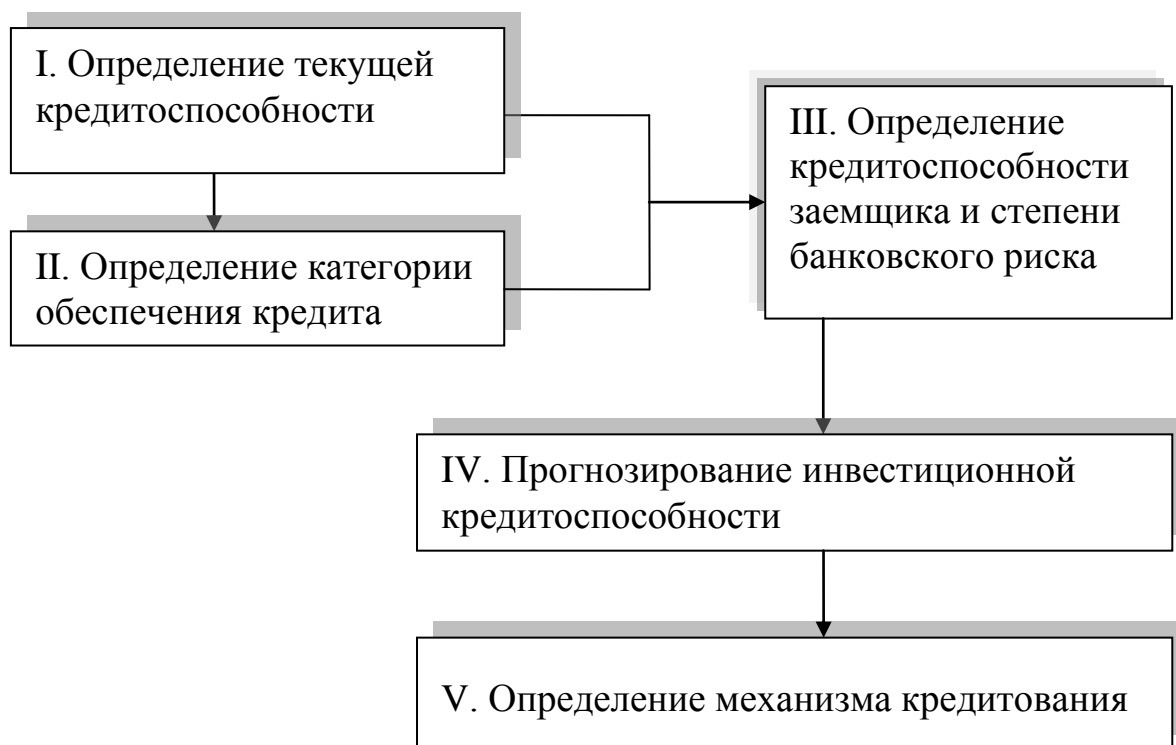 I. Определение текущей
кредитоспособности
II. Определение категории
обеспечения кредита
III. Определение
кредитоспособности
заемщика и степени
банковского риска
IV. Прогнозирование инвестиционной
кредитоспособности
V. Определение механизма кредитования